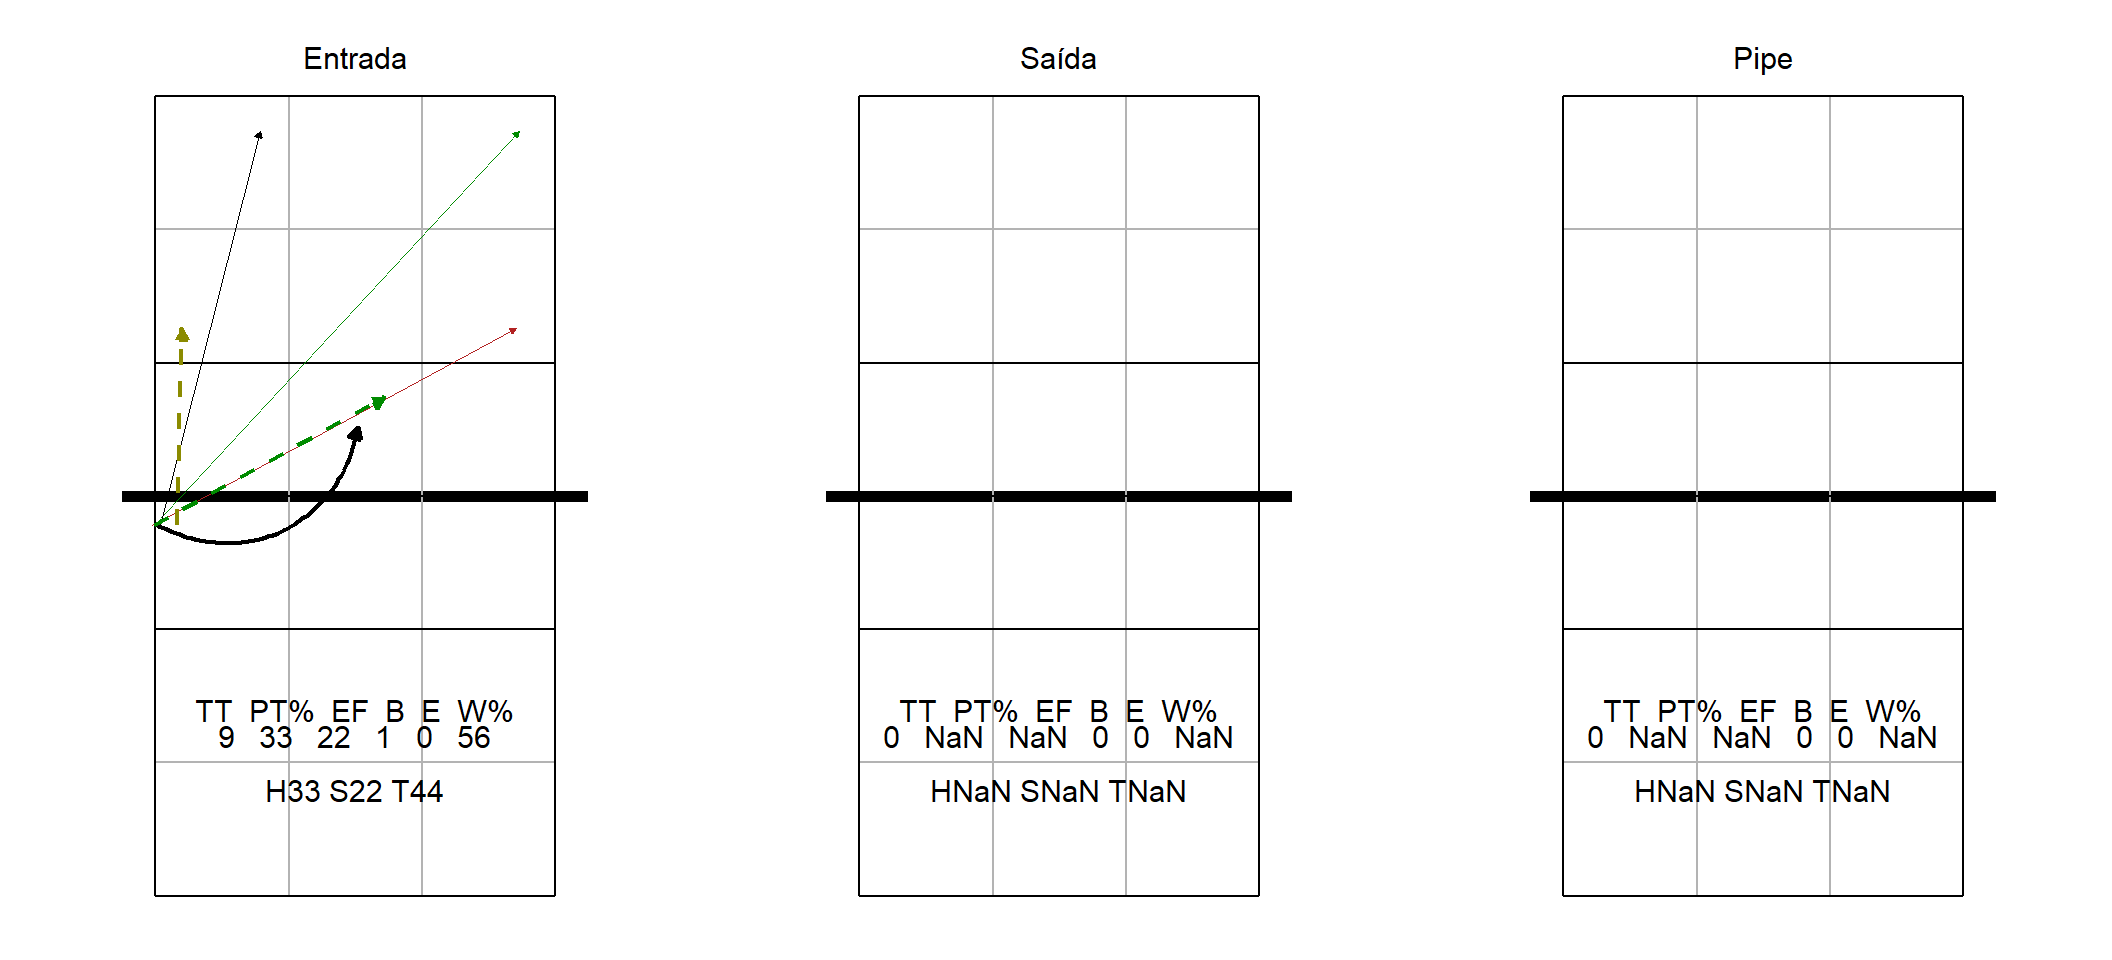 Entrada
TT PT% EF B E W%
9 33 22 1 0 56
H33 S22 T44
Saída
TT PT% EF B E W%
0 NaN NaN 0 0 NaN
HNaN SNaN TNaN
Pipe
TT PT% EF B E W%
0 NaN NaN 0 0 NaN
HNaN SNaN TNaN